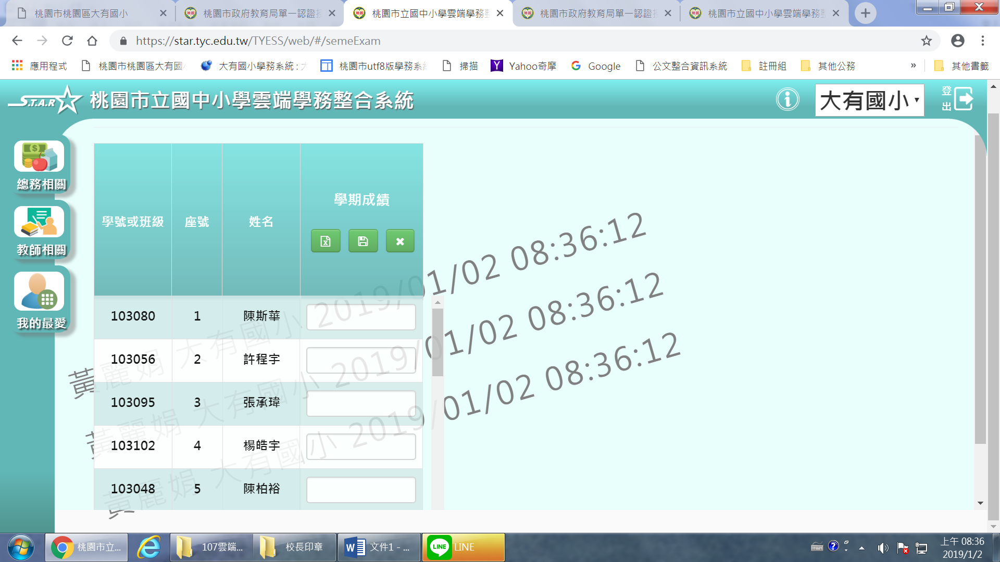 桃園市桃園區大有國小
桃園市政府教育局單一認證授
桃園市立國中小學雲端學務整
桃園市政府教育局單一認證授
桃園市立國中小學雲端學務整
https://star.tyc.edu.tw/TYESS/web/#/semeExam
應用程式
桃園市桃園區大有國小
大有國小學務系統 : 大
桃園市utf8版學務系統
掃描
Yahoo奇摩
Google
公文整合資訊系統
註冊組
其他公務
»
其他書籤
S.T.A.R
桃園市立國中小學雲端學務整合系統
大有國小
登出
總務相關
教師相關
我的最愛
學號或班級 座號 姓名 學期成績
103080 1 陳斯華
103056 2 許程宇
103095 3 張承瑋
103102 4 楊皓宇
103048 5 陳柏裕
黃麗娟 大有國小 2019/01/02 08:36:12
黃麗娟 大有國小 2019/01/02 08:36:12
黃麗娟 大有國小 2019/01/02 08:36:12
桃園市立...
107雲端...
校長印章
文件1 - ...
LINE
上午 08:36
2019/1/2